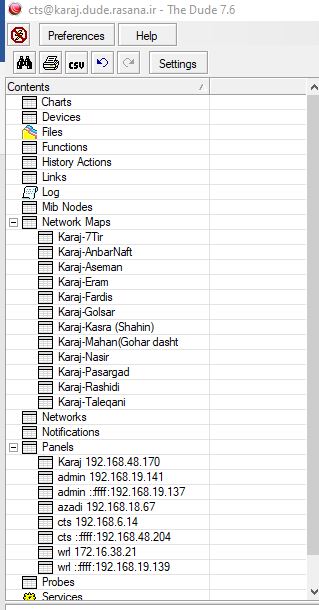 cts@karaj.dude.rasana.ir - The Dude 7.6
Preferences Help
CSV Settings
Contents
Charts
Devices
Files
Functions
History Actions
Links
Log
Mib Nodes
Network Maps
Karaj-7Tir
Karaj-AnbarNaft
Karaj-Aseman
Karaj-Eram
Karaj-Fardis
Karaj-Golsar
Karaj-Kasra (Shahin)
Karaj-Mahan(Gohar dasht
Karaj-Nasir
Karaj-Pasargad
Karaj-Rashidi
Karaj-Taleqani
Networks
Notifications
Panels
Karaj 192.168.48.170
admin 192.168.19.141
admin ::ffff:192.168.19.137
azadi 192.168.18.67
cts 192.168.6.14
cts ::ffff:192.168.48.204
wrl 172.16.38.21
wrl ::ffff:192.168.19.139
Probes
Services